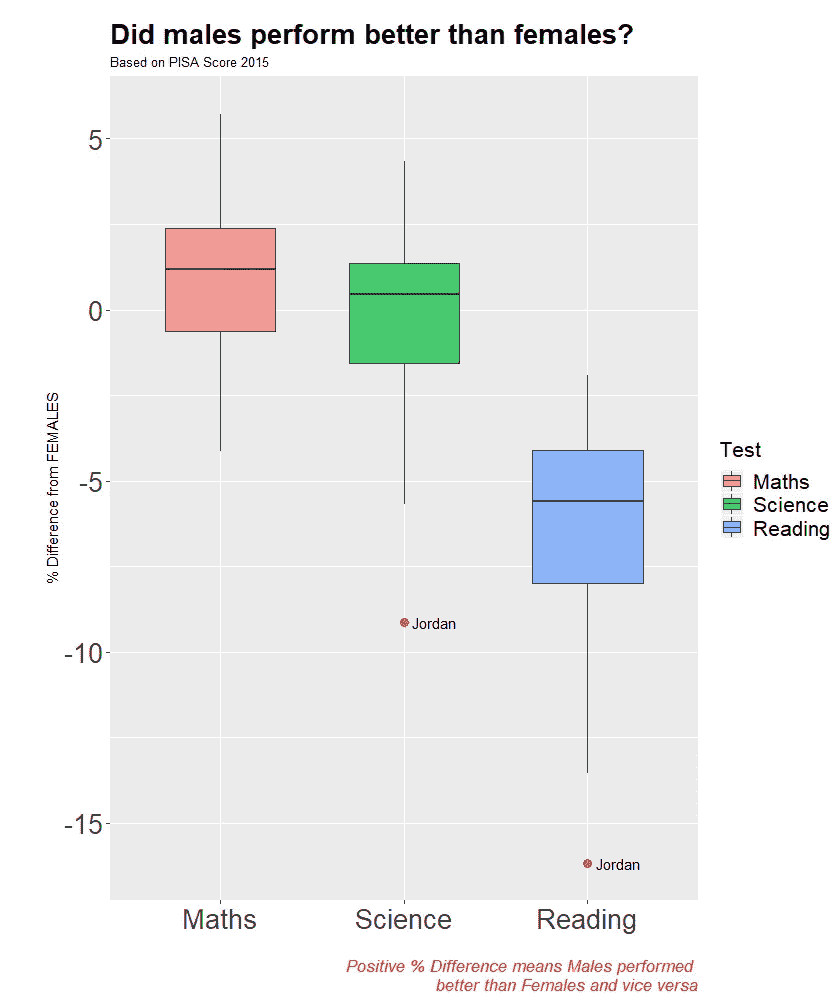 Did males perform better than females?
Based on PISA Score 2015
5
0
-5
-10
-15
% Difference from FEMALES
Jordan
Jordan
Maths
Science
Reading
Test
Maths
Science
Reading
Positive % Difference means Males performed
better than Females and vice versa